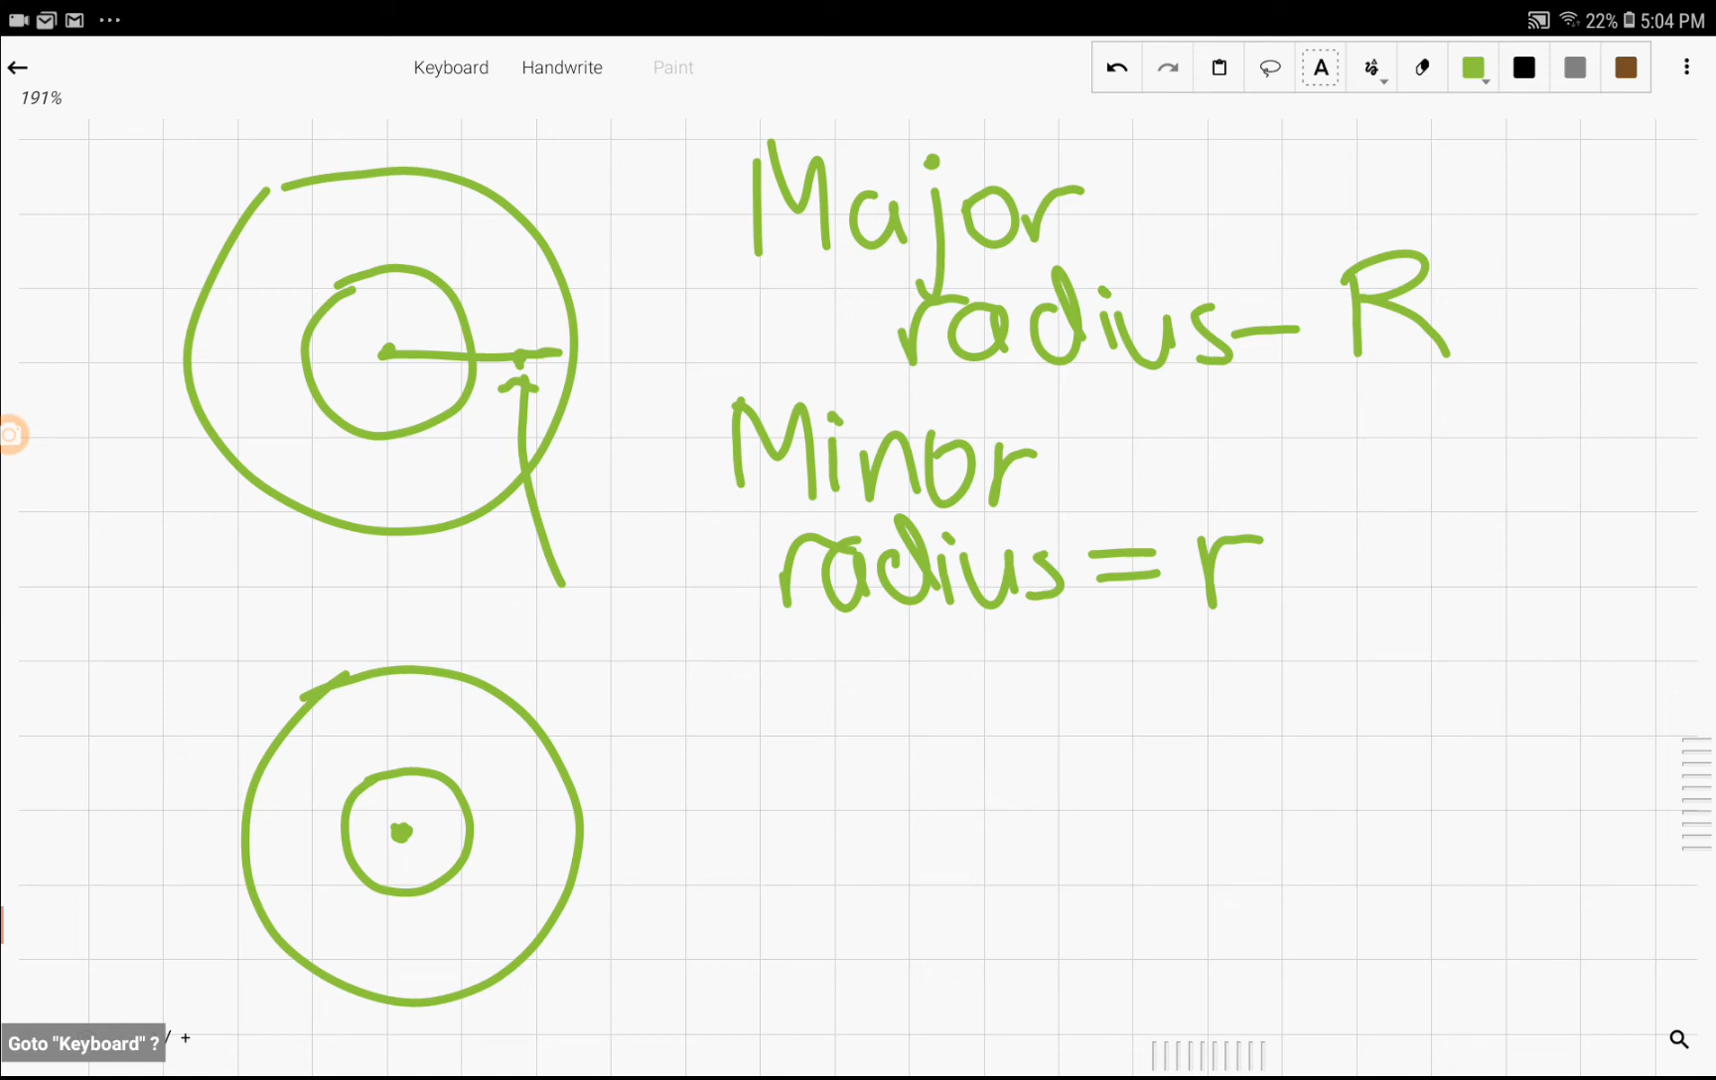 22% 5:04 PM
Keyboard Handwrite Paint
A
191%
Major
radius – R
Minor
radius = r
Goto "Keyboard" ? / +